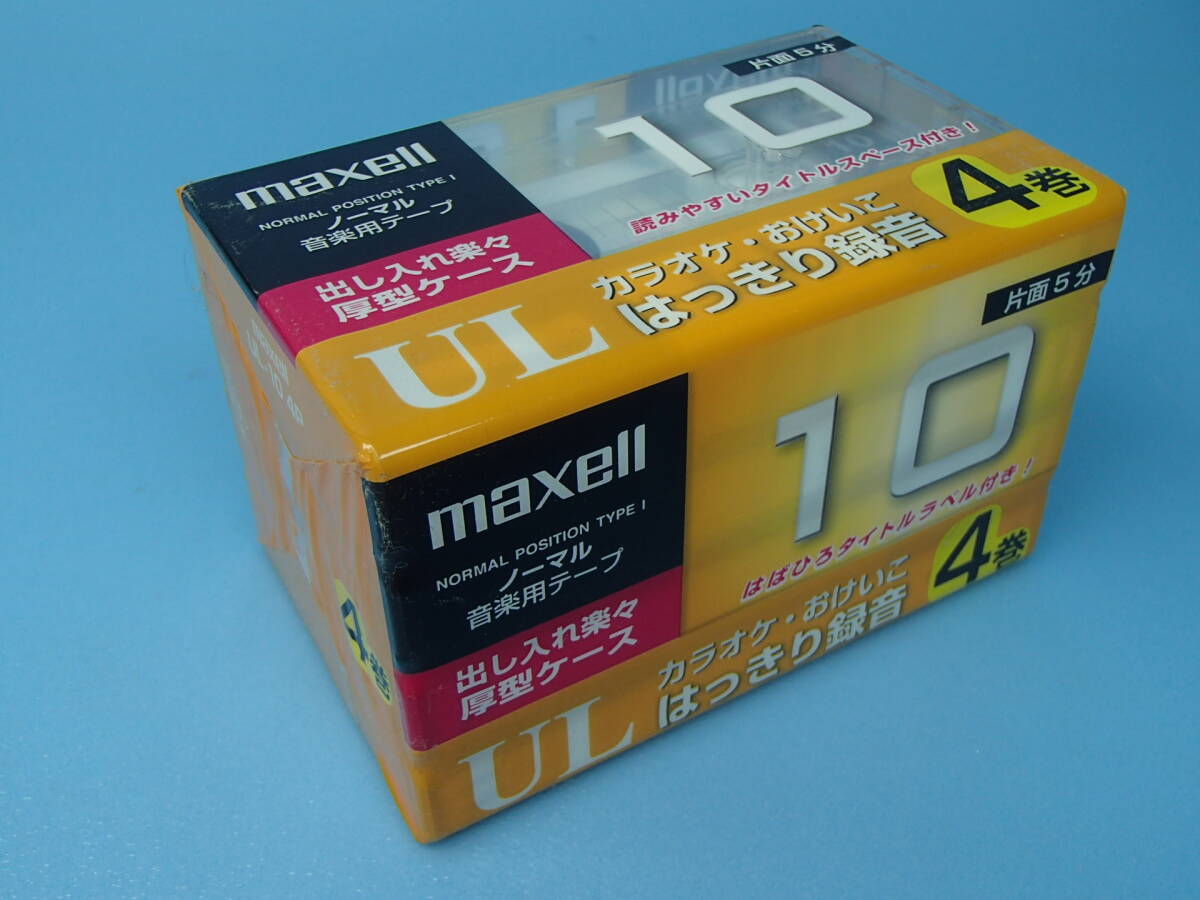 maxell
NORMAL POSITION TYPE I
ノーマル
音楽用テープ
出し入れ楽々
厚型ケース
片面5分
10
読みやすいタイトルスペース付き!
UL
カラオケ・おけいこ
はっきり録音
4巻
maxell
UL 10 4P
4巻
maxell
NORMAL POSITION TYPE I
ノーマル
音楽用テープ
出し入れ楽々
厚型ケース
片面5分
10
はばひろタイトルラベル付き!
UL
カラオケ・おけいこ
はっきり録音
4巻